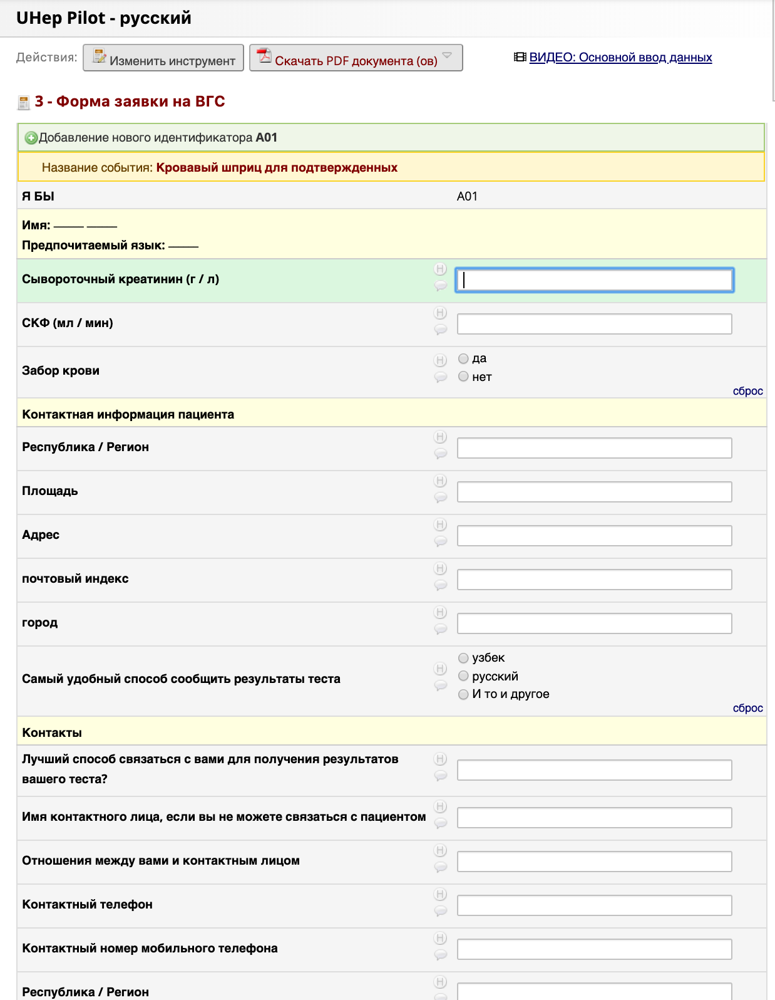 UHep Pilot - русский
Действия: Изменить инструмент Скачать PDF документа (ов) ВИДЕО: Основной ввод данных
3 - Форма заявки на ВГС
Добавление нового идентификатора A01
Название события: Кровавый шприц для подтвержденных
Я БЫ A01
Имя: _____ _____
Предпочитаемый язык: _____
Сывороточный креатинин (г / л)
H
СКФ (мл / мин)
H
Забор крови
H
да
нет
сброс
Контактная информация пациента
Республика / Регион
H
Площадь
H
Адрес
H
почтовый индекс
H
город
H
Самый удобный способ сообщить результаты теста
H
узбек
русский
И то и другое
сброс
Контакты
Лучший способ связаться с вами для получения результатов
вашего теста?
H
Имя контактного лица, если вы не можете связаться с пациентом
H
Отношения между вами и контактным лицом
H
Контактный телефон
H
Контактный номер мобильного телефона
H
Республика / Регион
H